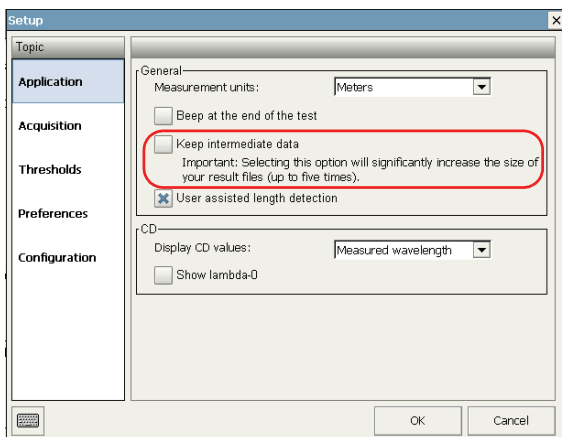 Setup
Topic
Application
Acquisition
Thresholds
Preferences
Configuration
General
Measurement units: Meters
Beep at the end of the test
Keep intermediate data
Important: Selecting this option will significantly increase the size of
your result files (up to five times).
User assisted length detection
CD
Display CD values: Measured wavelength
Show lambda-0
OK Cancel